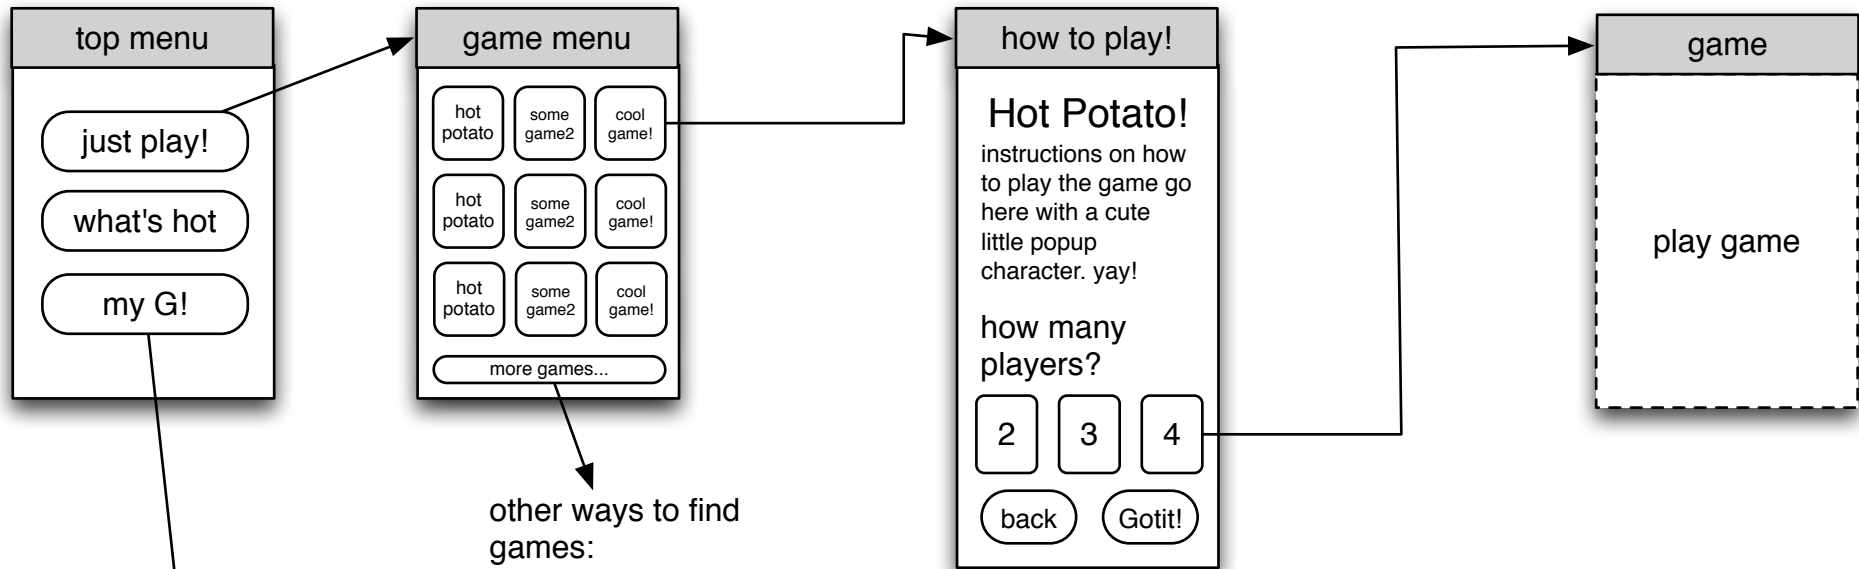 top menu
just play!
what's hot
my G!
game menu
hot
potato
some
game2
cool
game!
hot
potato
some
game2
cool
game!
hot
potato
some
game2
cool
game!
more games...
other ways to find
games:
how to play!
Hot Potato!
instructions on how
to play the game go
here with a cute
little popup
character. yay!
how many
players?
2
3
4
back
Gotit!
game
play game